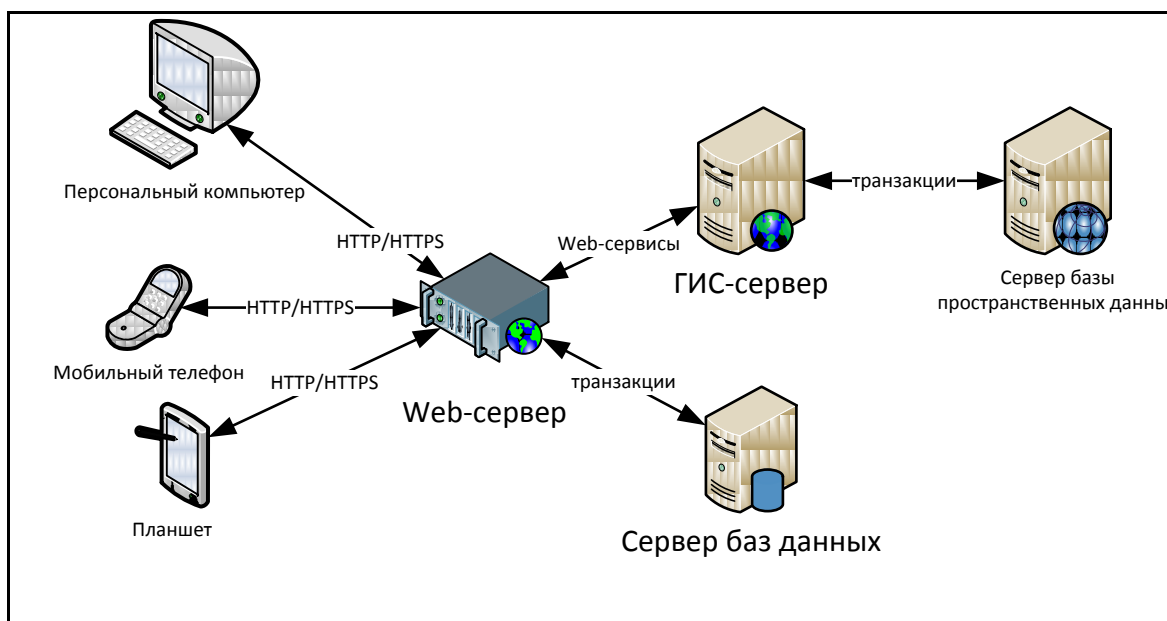 Персональный компьютер
HTTP/HTTPS
Мобильный телефон
HTTP/HTTPS
Планшет
HTTP/HTTPS
Web-сервер
Web-сервисы
ГИС-сервер
транзакции
Сервер базы
пространственных данны
транзакции
Сервер баз данных